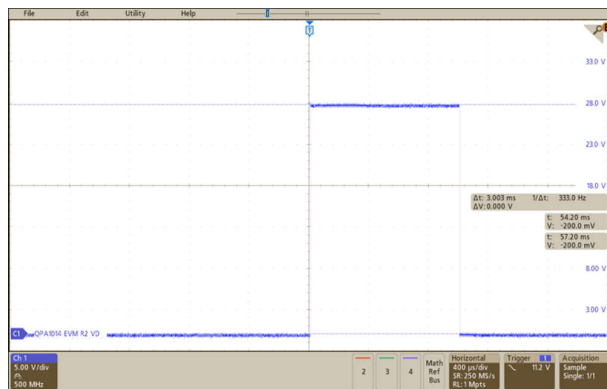 File Edit Utility Help
T
33.0 V
28.0 V
23.0 V
18.0 V
Δt: 3.003 ms 1/Δt: 333.0 Hz
ΔV: 0.000 V
t: 54.20 ms
V: -200.0 mV
t: 57.20 ms
V: -200.0 mV
8.00 V
3.00 V
C1 QPA1014 EVM R2 VD
Ch 1
5.00 V/div
500 MHz
2 3 4
Math
Ref
Bus
Horizontal
400 µs/div
SR: 250 MS/s
RL: 1 Mpts
Trigger 1
11.2 V
Acquisition
Sample
Single: 1/1